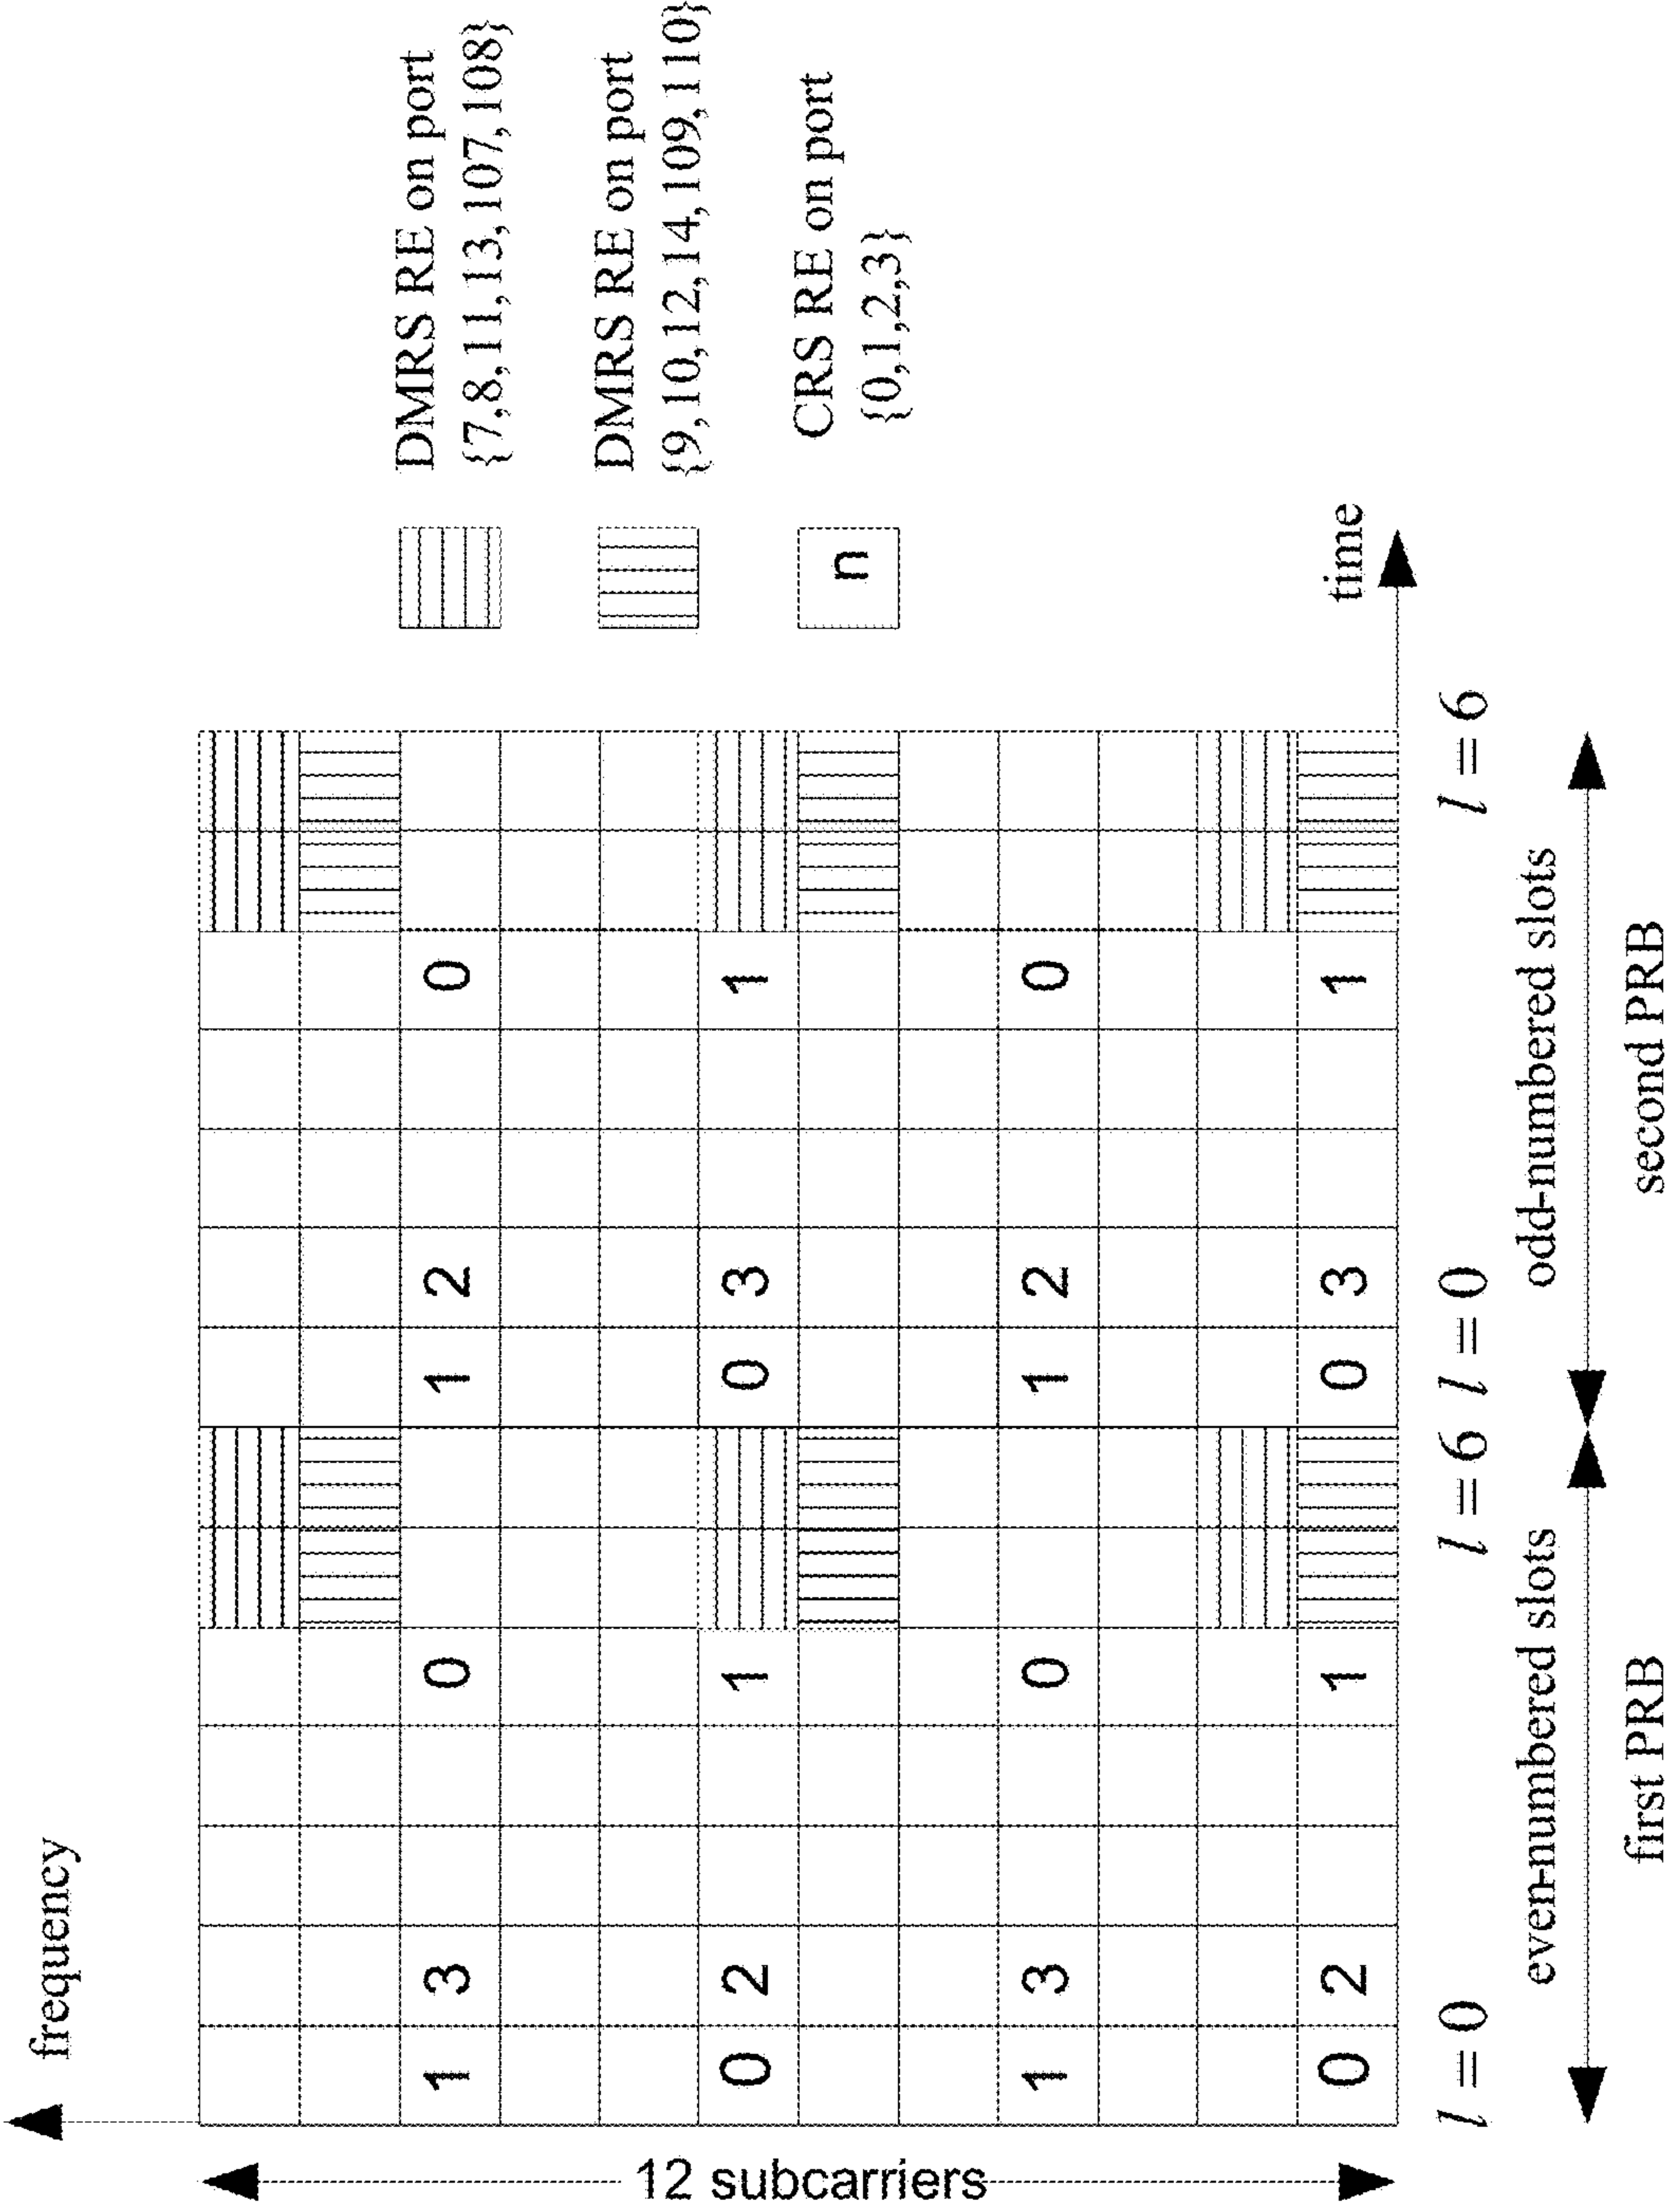 frequency
12 subcarriers
1 3 0 1 2 0
0 2 1 0 3 1
1 3 0 1 2 0
0 2 1 0 3 1
l = 0
l = 6
l = 0
l = 6
time
even-numbered slots
odd-numbered slots
first PRB
second PRB
DMRS RE on port
{7,8,11,13,107,108}
DMRS RE on port
{9,10,12,14,109,110}
n
CRS RE on port
{0,1,2,3}